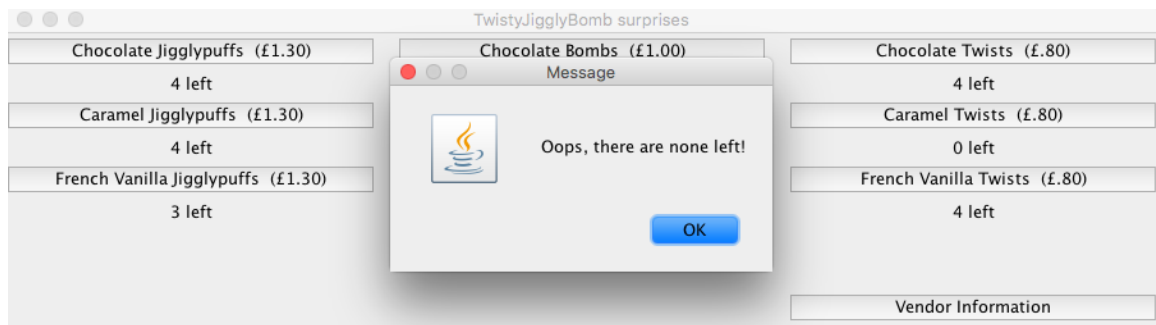 TwistyJigglyBomb surprises
Chocolate Jigglypuffs (£1.30)
Chocolate Bombs (£1.00)
Chocolate Twists (£.80)
4 left
4 left
Caramel Jigglypuffs (£1.30)
Caramel Twists (£.80)
4 left
0 left
French Vanilla Jigglypuffs (£1.30)
French Vanilla Twists (£.80)
3 left
4 left
Message
Oops, there are none left!
OK
Vendor Information